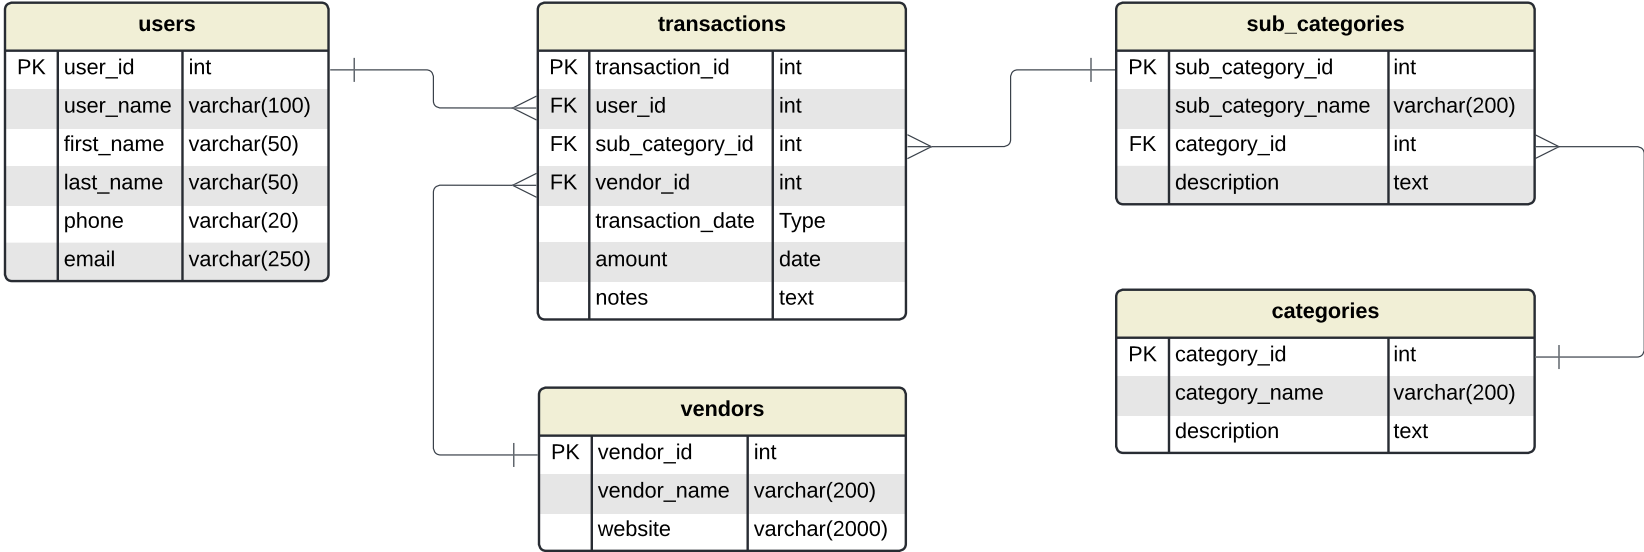 users
PK user_id int
user_name varchar(100)
first_name varchar(50)
last_name varchar(50)
phone varchar(20)
email varchar(250)
transactions
PK transaction_id int
FK user_id int
FK sub_category_id int
FK vendor_id int
transaction_date Type
amount date
notes text
vendors
PK vendor_id int
vendor_name varchar(200)
website varchar(2000)
sub_categories
PK sub_category_id int
sub_category_name varchar(200)
FK category_id int
description text
categories
PK category_id int
category_name varchar(200)
description text